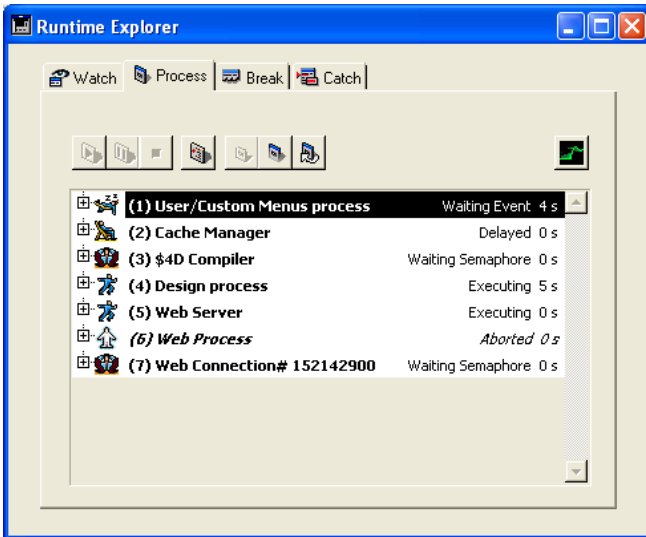 Runtime Explorer
Watch Process Break Catch
(1) User/Custom Menus process Waiting Event 4 s
(2) Cache Manager Delayed 0 s
(3) $4D Compiler Waiting Semaphore 0 s
(4) Design process Executing 5 s
(5) Web Server Executing 0 s
(6) Web Process Aborted 0 s
(7) Web Connection# 152142900 Waiting Semaphore 0 s